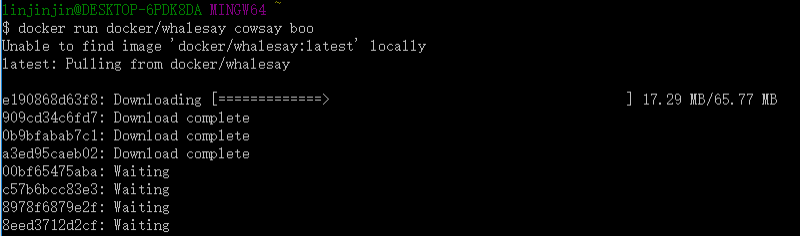 linjinjin@DESKTOP-6PDK8DA MINGW64 ~
$ docker run docker/whalesay cowsay boo
Unable to find image 'docker/whalesay:latest' locally
latest: Pulling from docker/whalesay
e190868d63f8: Downloading [=============>                                     ] 17.29 MB/65.77 MB
909cd34c6fd7: Download complete
0b9bfabab7c1: Download complete
a3ed95caeb02: Download complete
00bf65475aba: Waiting
c57b6bcc83e3: Waiting
8978f6879e2f: Waiting
8eed3712d2cf: Waiting